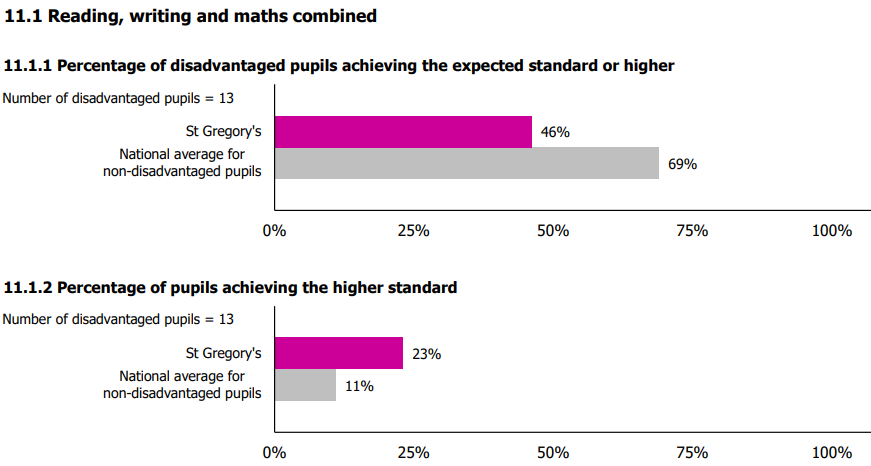 11.1 Reading, writing and maths combined
11.1.1 Percentage of disadvantaged pupils achieving the expected standard or higher
Number of disadvantaged pupils = 13
St Gregory's
46%
National average for
non-disadvantaged pupils
69%
0% 25% 50% 75% 100%
11.1.2 Percentage of pupils achieving the higher standard
Number of disadvantaged pupils = 13
St Gregory's
23%
National average for
non-disadvantaged pupils
11%
0% 25% 50% 75% 100%